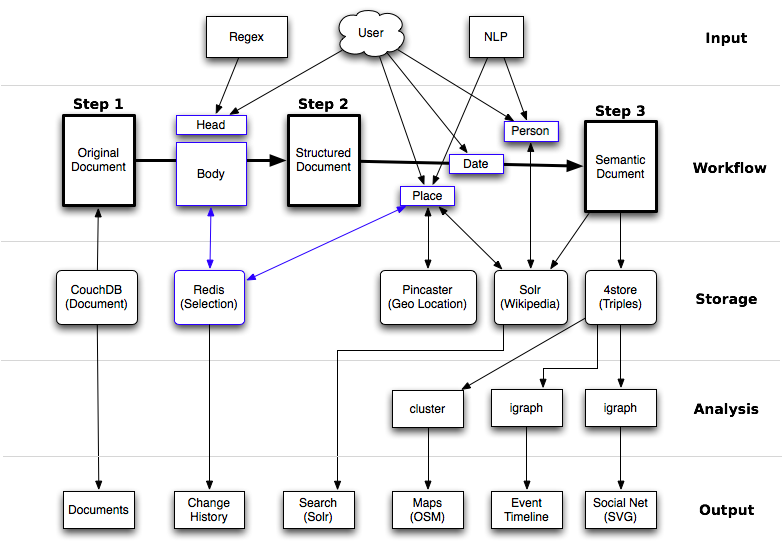 Regex
User
NLP
Input
Step 1
Step 2
Step 3
Head
Person
Original
Document
Body
Structured
Document
Date
Semantic
Dcument
Workflow
Place
CouchDB
(Document)
Redis
(Selection)
Pincaster
(Geo Location)
Solr
(Wikipedia)
4store
(Triples)
Storage
cluster
igraph
igraph
Analysis
Documents
Change
History
Search
(Solr)
Maps
(OSM)
Event
Timeline
Social Net
(SVG)
Output